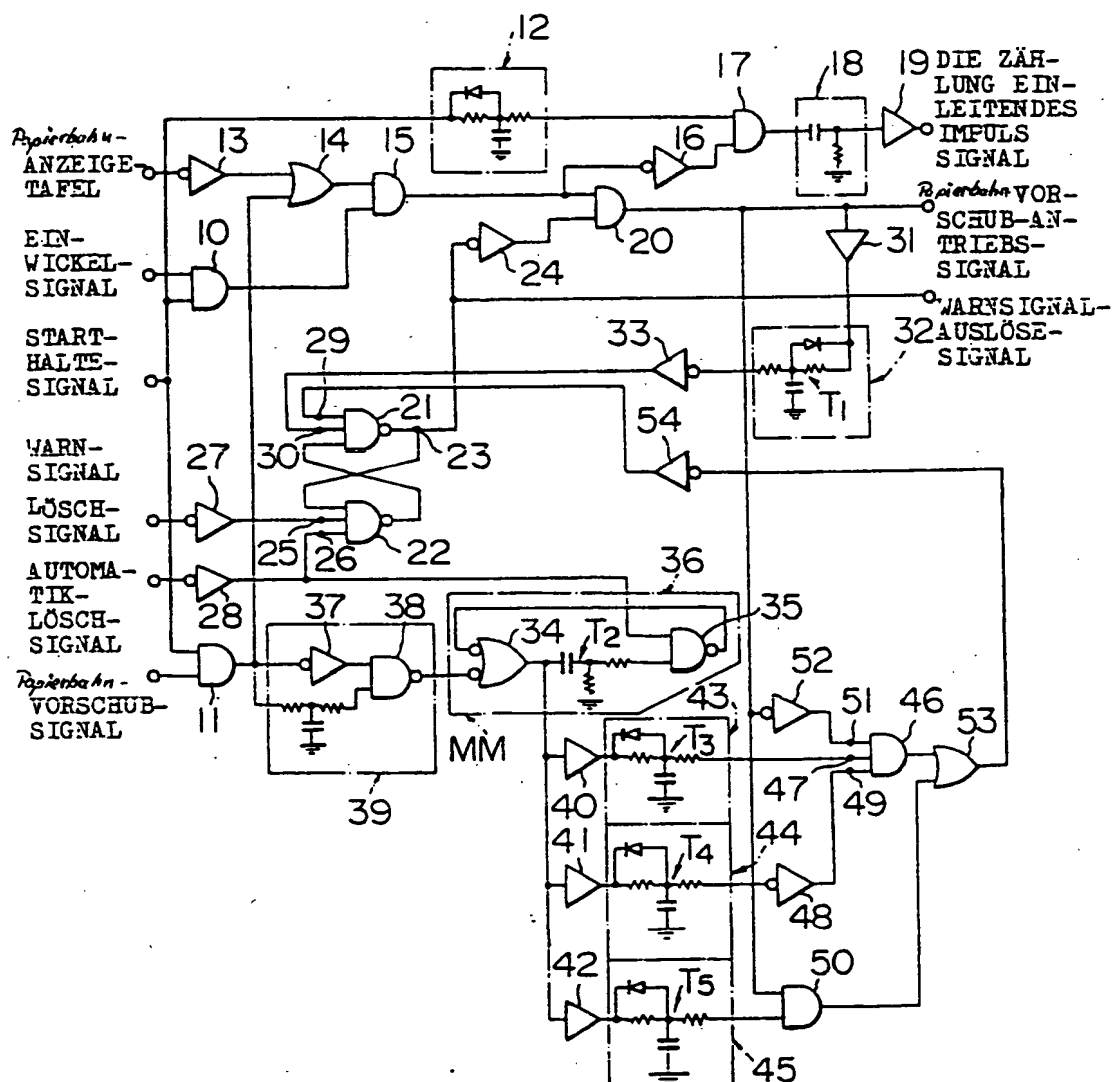 12
17
18
19
DIE ZÄH-
LUNG EIN-
LEITENDES
IMPULS
SIGNAL
Papierbahn-
ANZEIGE-
TAFEL
13
14
15
16
EIN-
WICKEL-
SIGNAL
10
20
24
Papierbahn VOR-
SCHUB-AN-
TRIEBS-
SIGNAL
31
WARNSIGNAL-
AUSLÖSE-
SIGNAL
START-
HALTE-
SIGNAL
29
33
32
T1
21
30
23
54
WARN-
SIGNAL
LÖSCH-
SIGNAL
27
25
26
22
AUTOMA-
TIK-
LÖSCH-
SIGNAL
28
36
37
38
34
T2
35
Papierbahn-
VORSCHUB-
SIGNAL
11
39
MM
43
52
51
46
53
T3
47
49
40
41
T4
44
48
42
T5
50
45